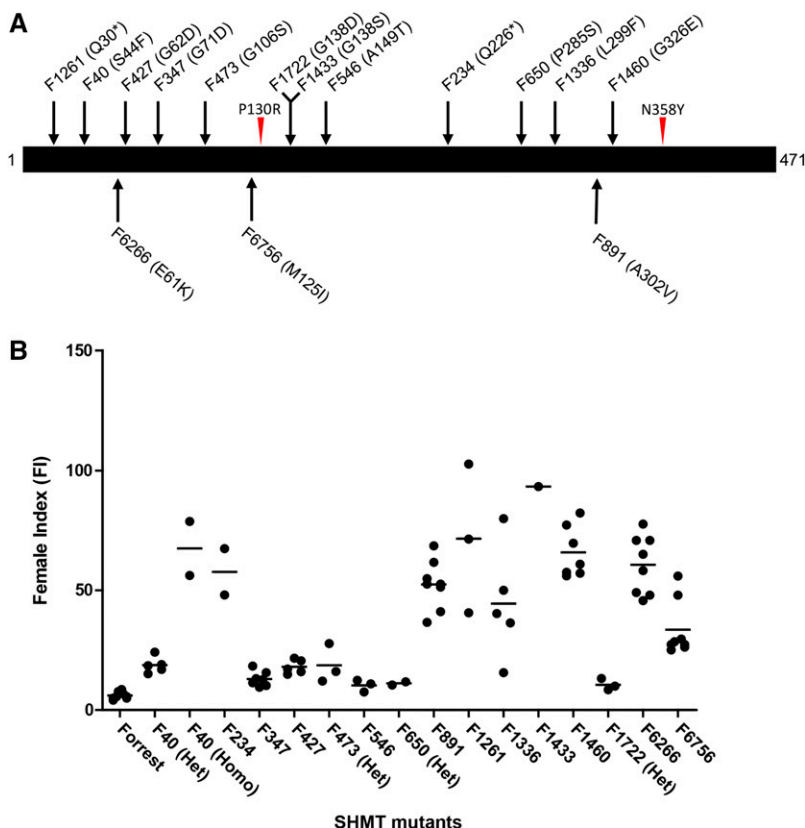 A
F1261 (Q30*)
F40 (S44F)
F427 (G62D)
F347 (G71D)
F473 (G106S)
P130R
F1722 (G138D)
F1433 (G138S)
F546 (A149T)
F234 (Q226*)
F650 (P285S)
F1336 (L299F)
F1460 (G326E)
N358Y
1
471
F6266 (E61K)
F6756 (M125I)
F891 (A302V)
B
Female Index (FI)
150
100
50
0
Forrest
F40 (Het)
F40 (Homo)
F234
F347
F427
F473 (Het)
F546
F650 (Het)
F891
F1261
F1336
F1433
F1460
F1722 (Het)
F6266
F6756
SHMT mutants